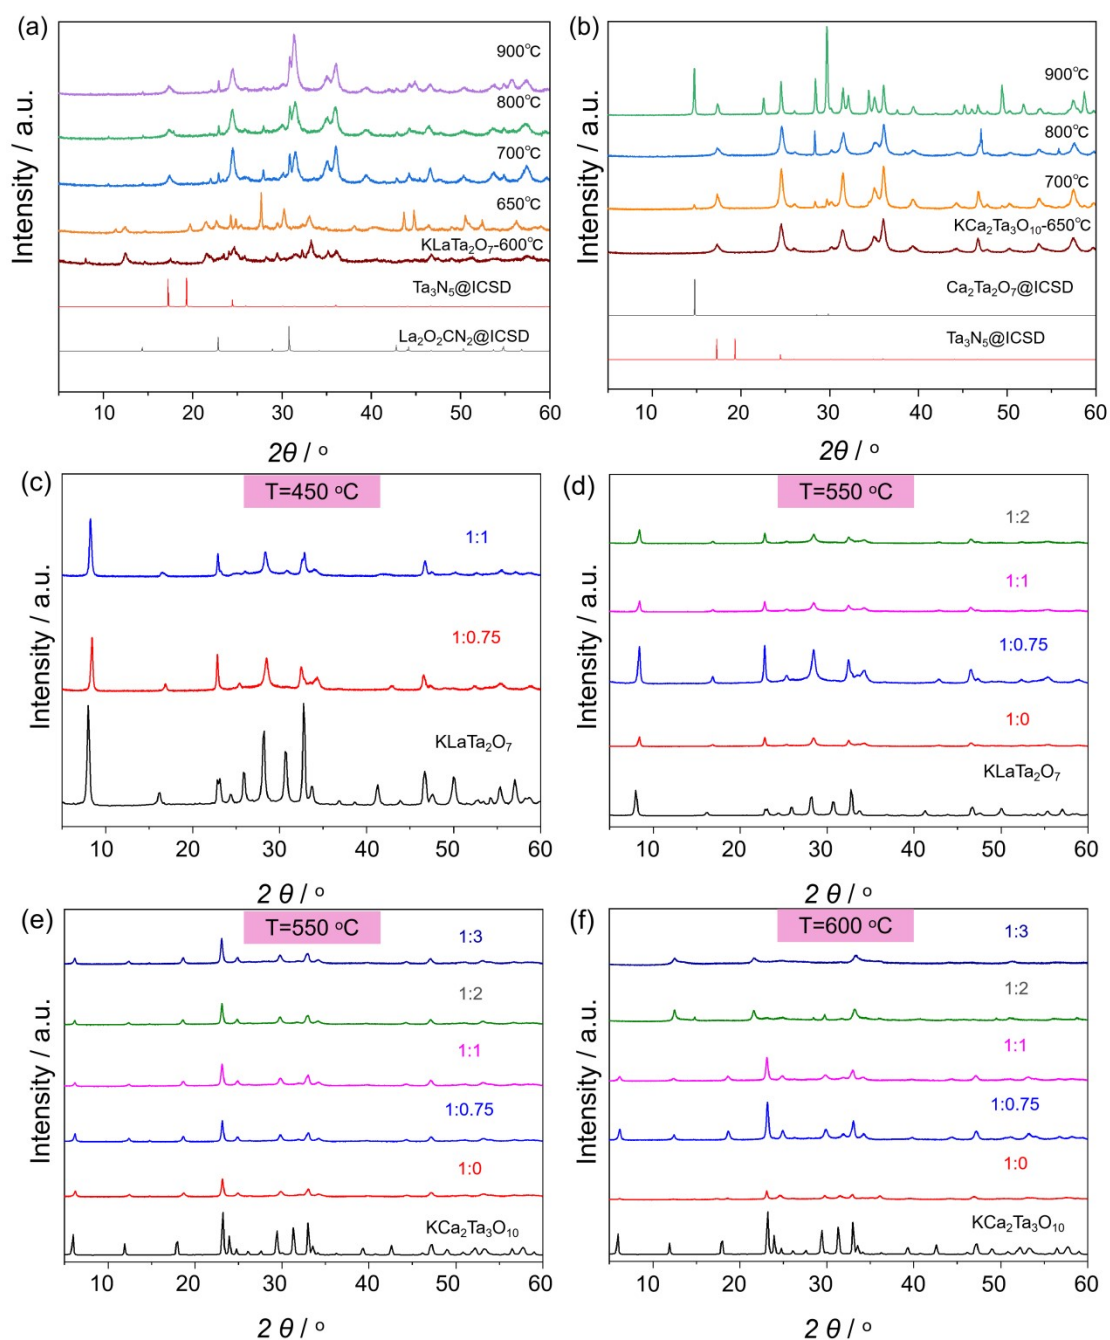 (a)
900°C
800°C
700°C
650°C
KLaTa₂O₇-600°C
Ta₃N₅@ICSD
La₂O₂CN₂@ICSD
Intensity / a.u.
10 20 30 40 50 60
2θ / °
(b)
900°C
800°C
700°C
KCa₂Ta₃O₁₀-650°C
Ca₂Ta₂O₇@ICSD
Ta₃N₅@ICSD
Intensity / a.u.
10 20 30 40 50 60
2θ / °
(c)
T=450 °C
1:1
1:0.75
KLaTa₂O₇
Intensity / a.u.
10 20 30 40 50 60
2 θ / °
(d)
T=550 °C
1:2
1:1
1:0.75
1:0
KLaTa₂O₇
Intensity / a.u.
10 20 30 40 50 60
2 θ / °
(e)
T=550 °C
1:3
1:2
1:1
1:0.75
1:0
KCa₂Ta₃O₁₀
Intensity / a.u.
10 20 30 40 50 60
2 θ / °
(f)
T=600 °C
1:3
1:2
1:1
1:0.75
1:0
KCa₂Ta₃O₁₀
Intensity / a.u.
10 20 30 40 50 60
2 θ / °